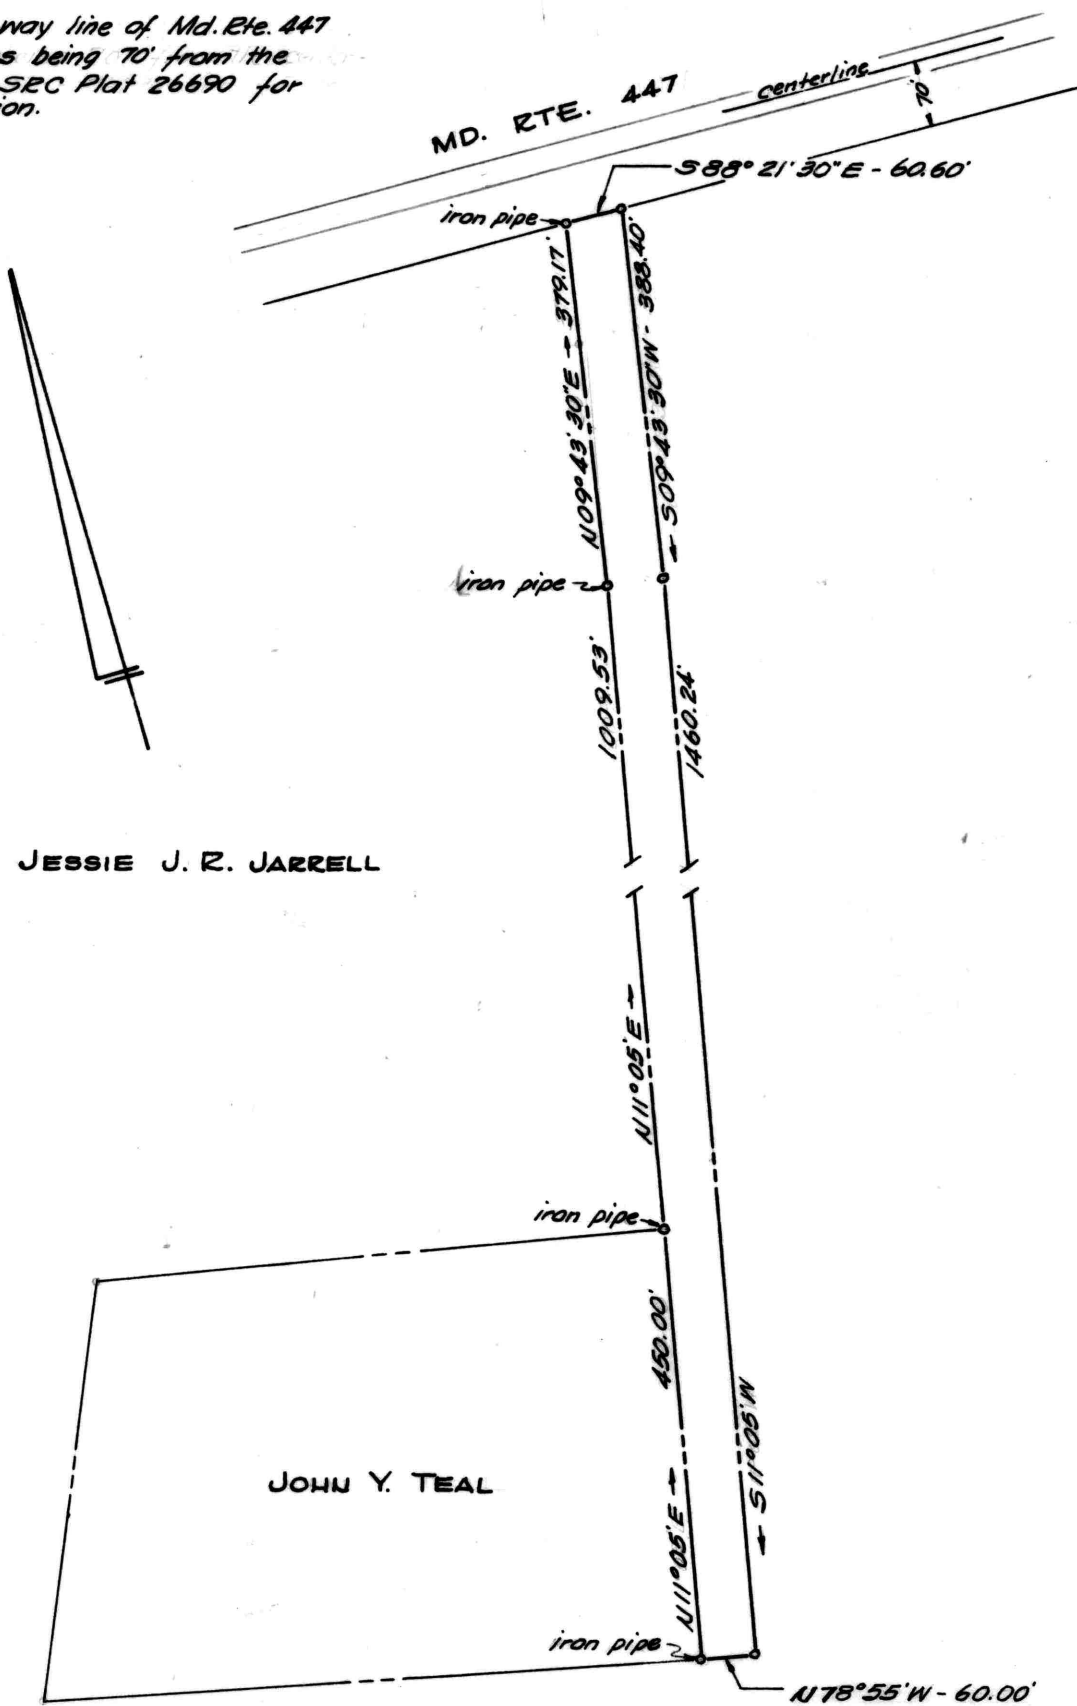 way line of Md. Rte. 447
s being 70' from the
SRC Plat 26690 for
on.
MD. RTE. 447
centerline
70'
S88°21'30"E - 60.60'
iron pipe
N09°43'30"E → 379.17'
S09°43'30"W - 388.40'
iron pipe
1009.53'
1460.24'
JESSIE J. R. JARRELL
N11°05'E →
iron pipe
450.00'
S11°05'W
JOHN Y. TEAL
N11°05'E →
iron pipe
N78°55'W - 60.00'